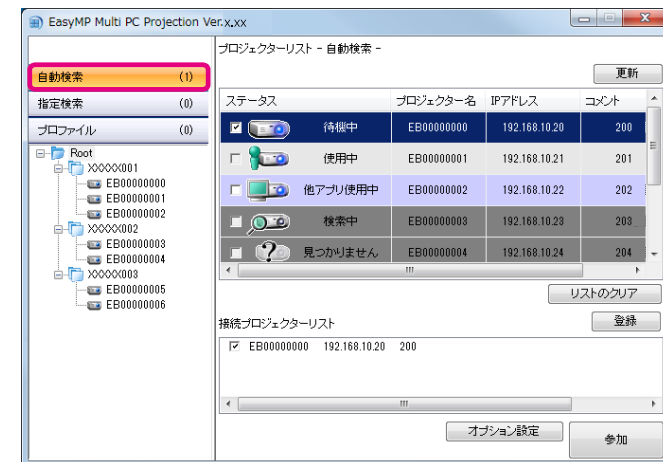 EasyMP Multi PC Projection Ver.x.xx
プロジェクターリスト - 自動検索 -
自動検索 (1)
更新
指定検索 (0)
プロファイル (0)
ステータス プロジェクター名 IPアドレス コメント
待機中 EB00000000 192.168.10.20 200
使用中 EB00000001 192.168.10.21 201
他アプリ使用中 EB00000002 192.168.10.22 202
検索中 EB00000003 192.168.10.23 203
見つかりません EB00000004 192.168.10.24 204
Root
XXXXX001
EB00000000
EB00000001
EB00000002
XXXXX002
EB00000003
EB00000004
XXXXX003
EB00000005
EB00000006
リストのクリア
接続プロジェクターリスト
登録
EB00000000 192.168.10.20 200
オプション設定
参加